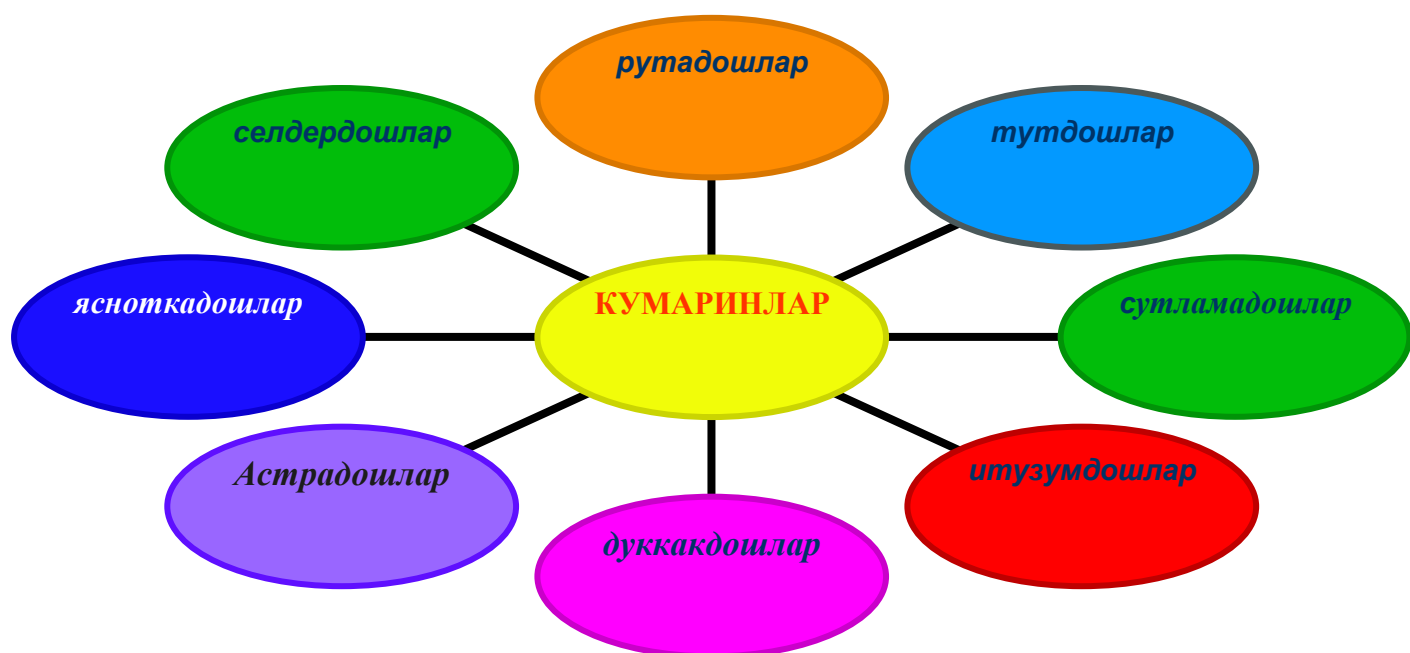 рутадошлар
селдердошлар
тутдошлар
ясноткадошлар
КУМАРИНЛАР
сутламадошлар
Астрадошлар
итузумдошлар
дуккакдошлар